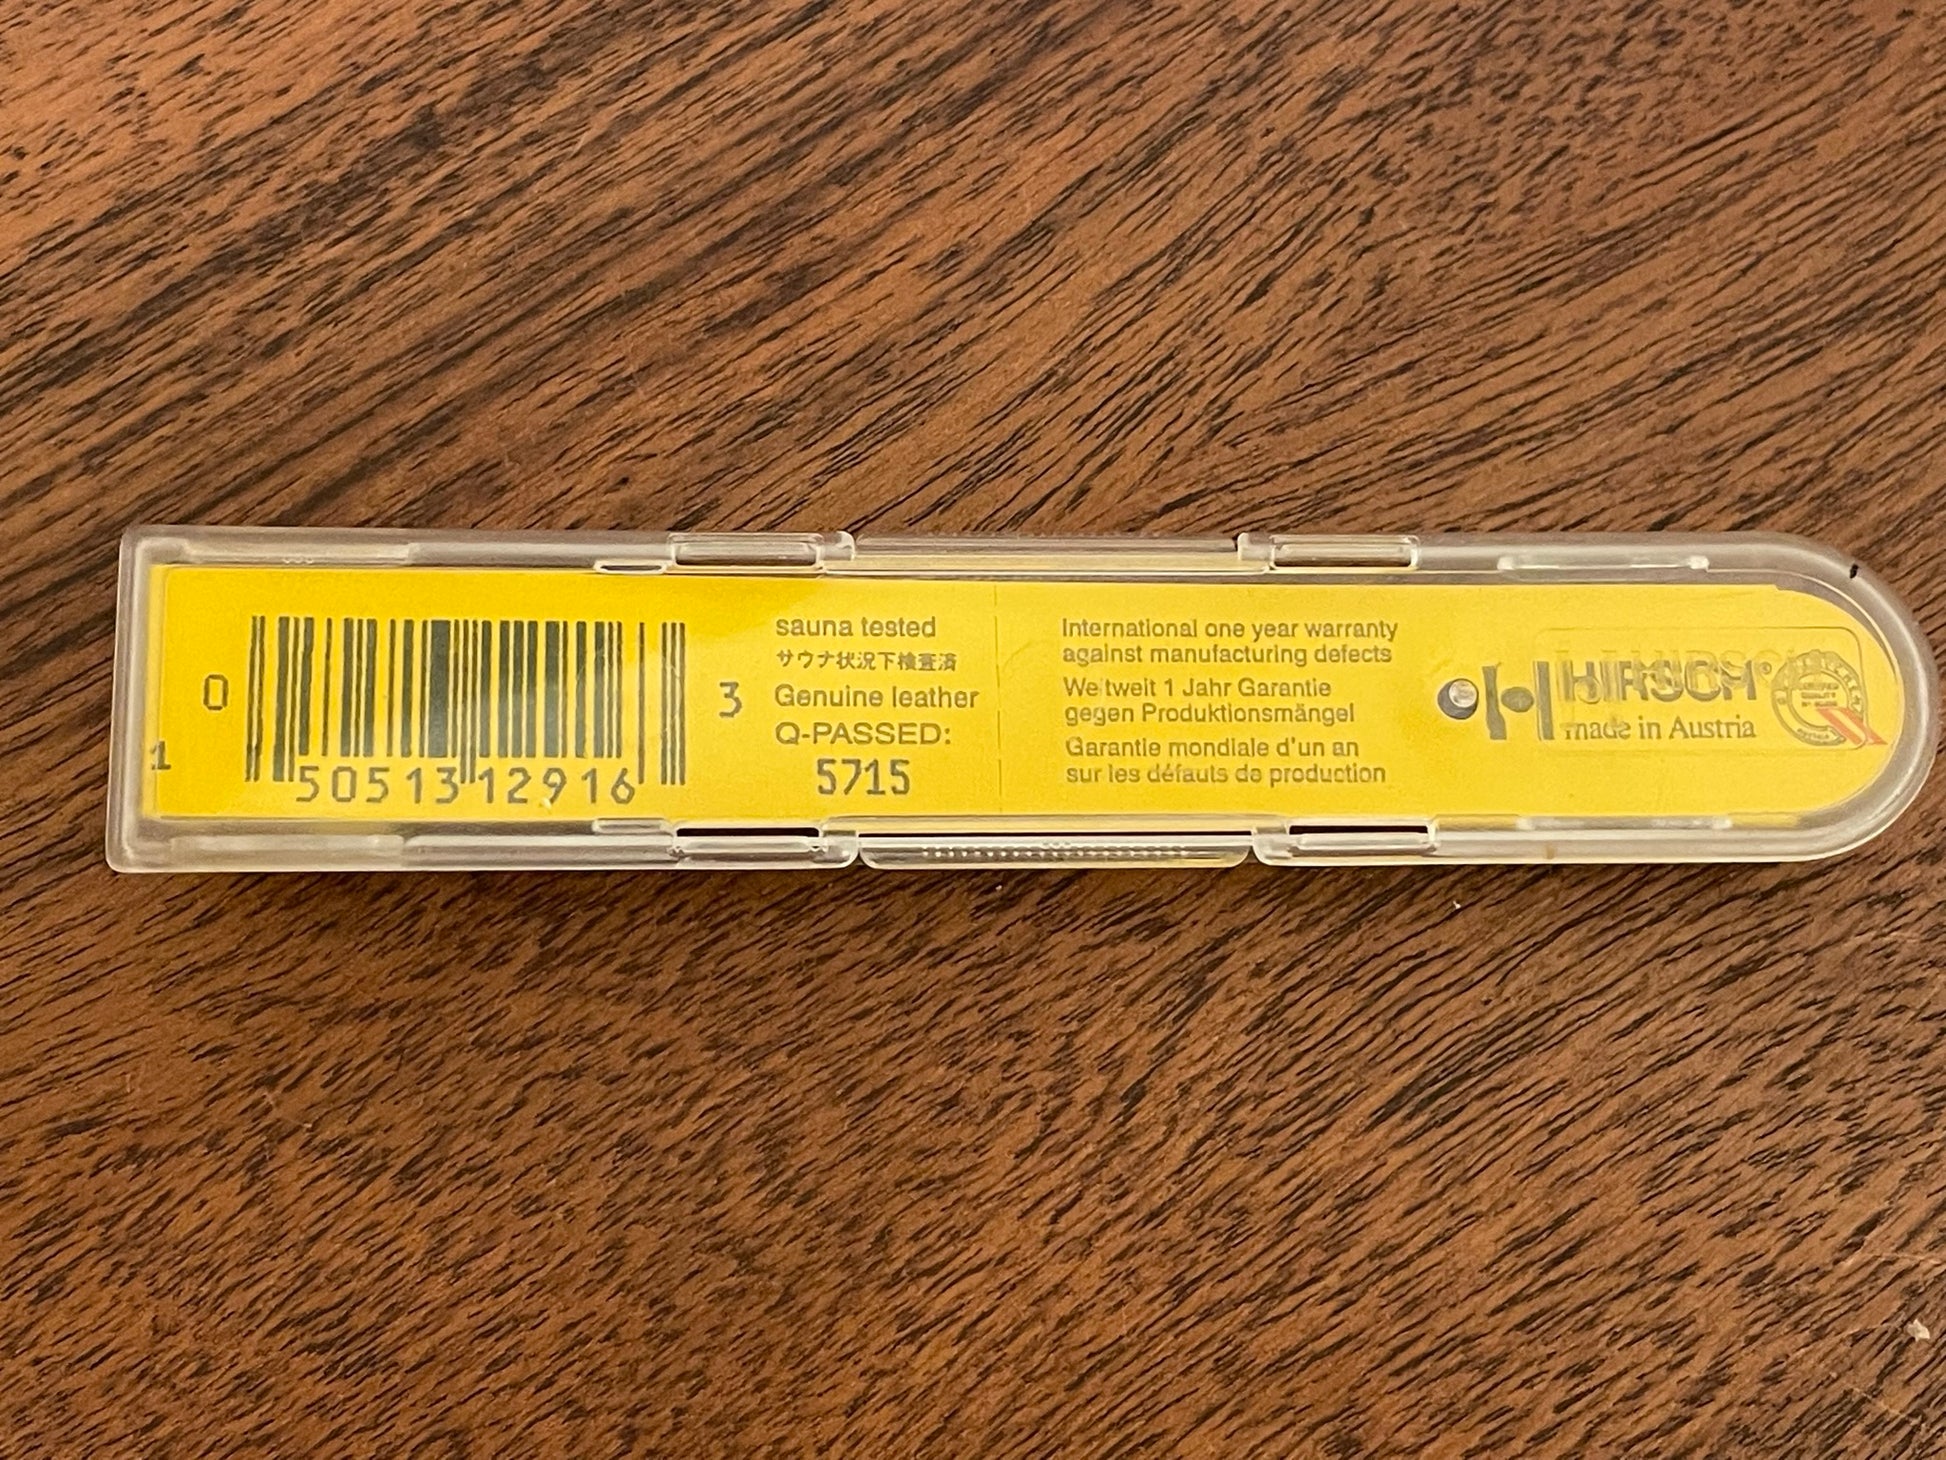 0
50513 12916
3
1
sauna tested
サウナ状況下検査済
Genuine leather
Q-PASSED:
5715
International one year warranty
against manufacturing defects
Weltweit 1 Jahr Garantie
gegen Produktionsmängel
Garantie mondiale d'un an
sur les défauts de production
HIRSCH®
made in Austria